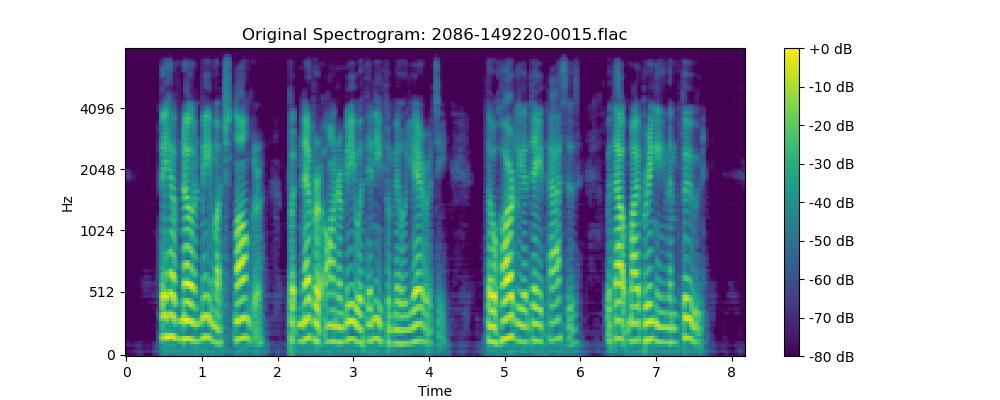 Original Spectrogram: 2086-149220-0015.flac
Hz
4096
2048
1024
512
0
0 1 2 3 4 5 6 7 8
Time
+0 dB
-10 dB
-20 dB
-30 dB
-40 dB
-50 dB
-60 dB
-70 dB
-80 dB